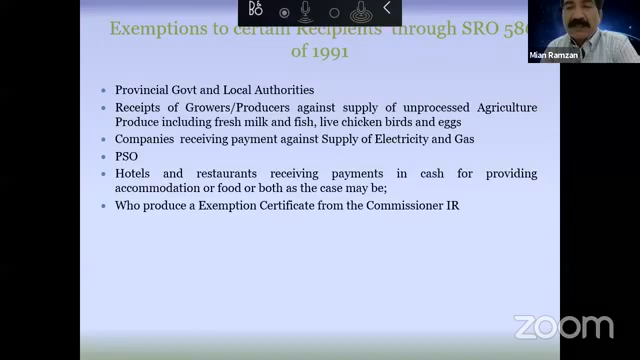 D&
BO
Exemptions to certain Recipients through SRO 586
of 1991
Mian Ramzan
• Provincial Govt and Local Authorities
• Receipts of Growers/Producers against supply of unprocessed Agriculture
Produce including fresh milk and fish, live chicken birds and eggs
• Companies receiving payment against Supply of Electricity and Gas
• PSO
• Hotels and restaurants receiving payments in cash for providing
accommodation or food or both as the case may be;
• Who produce a Exemption Certificate from the Commissioner IR
zoom